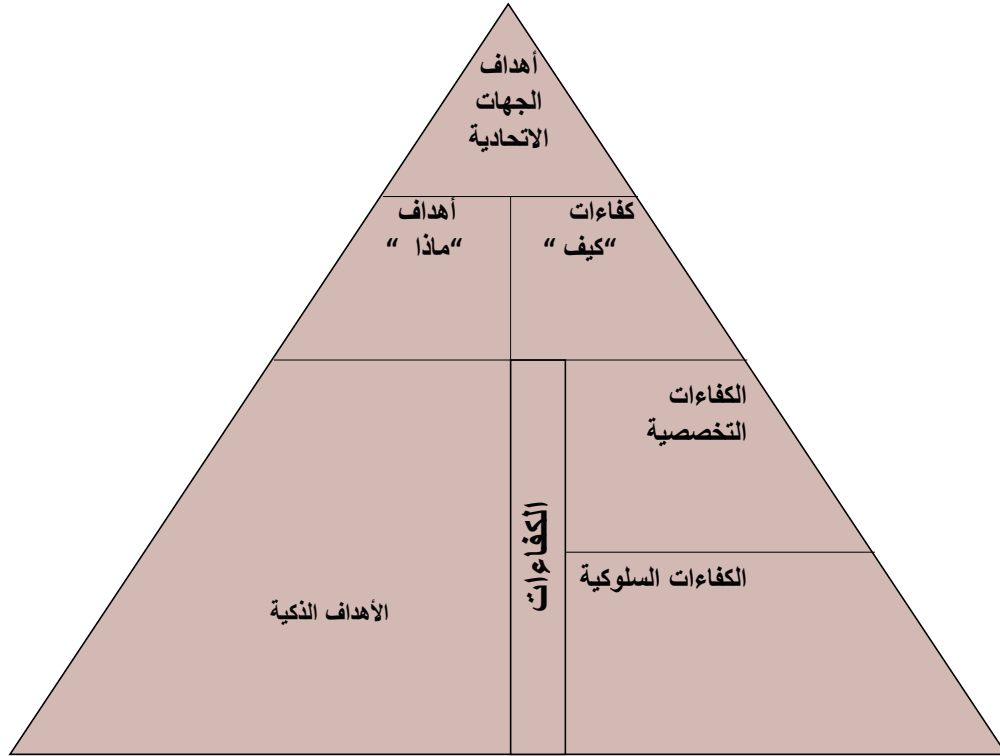 أهداف
الجهات
الاتحادية
كفاءات
“كيف “
أهداف
“ماذا “
الكفاءات
التخصصية
الكفاءات
الكفاءات السلوكية
الأهداف الذكية